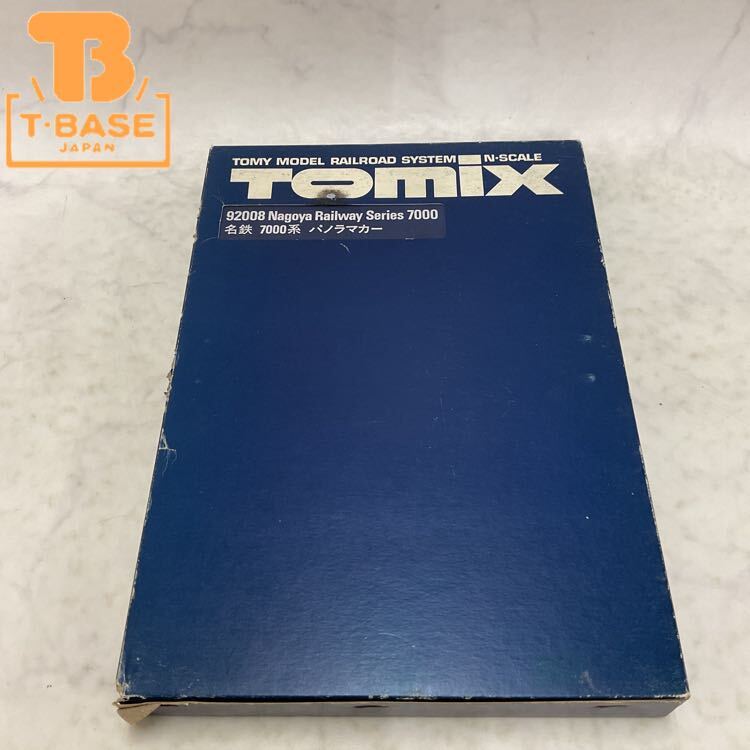 TB
T-BASE
JAPAN
TOMY MODEL RAILROAD SYSTEM N-SCALE
TOMIX
92008 Nagoya Railway Series 7000
名鉄 7000系 パノラマカー